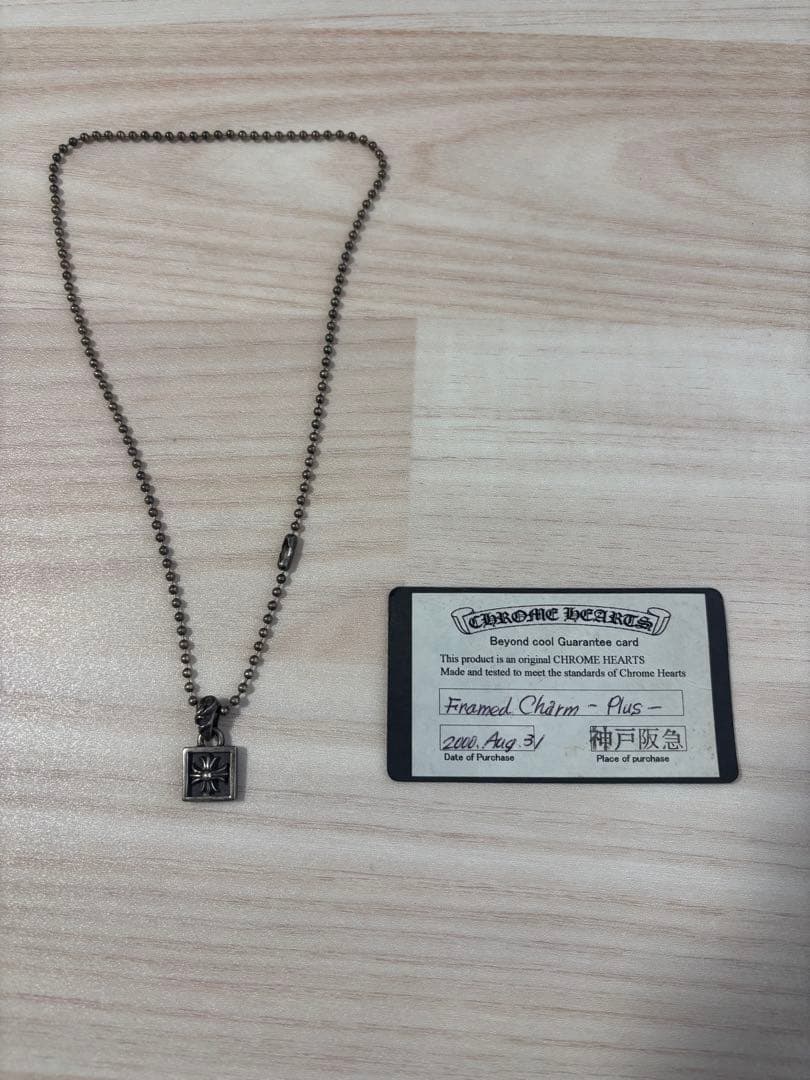 CHROME HEARTS
Beyond cool Guarantee card
This product is an original CHROME HEARTS
Made and tested to meet the standards of Chrome Hearts
Framed Charm - Plus -
2000. Aug. 31 神戸阪急
Date of Purchase Place of purchase